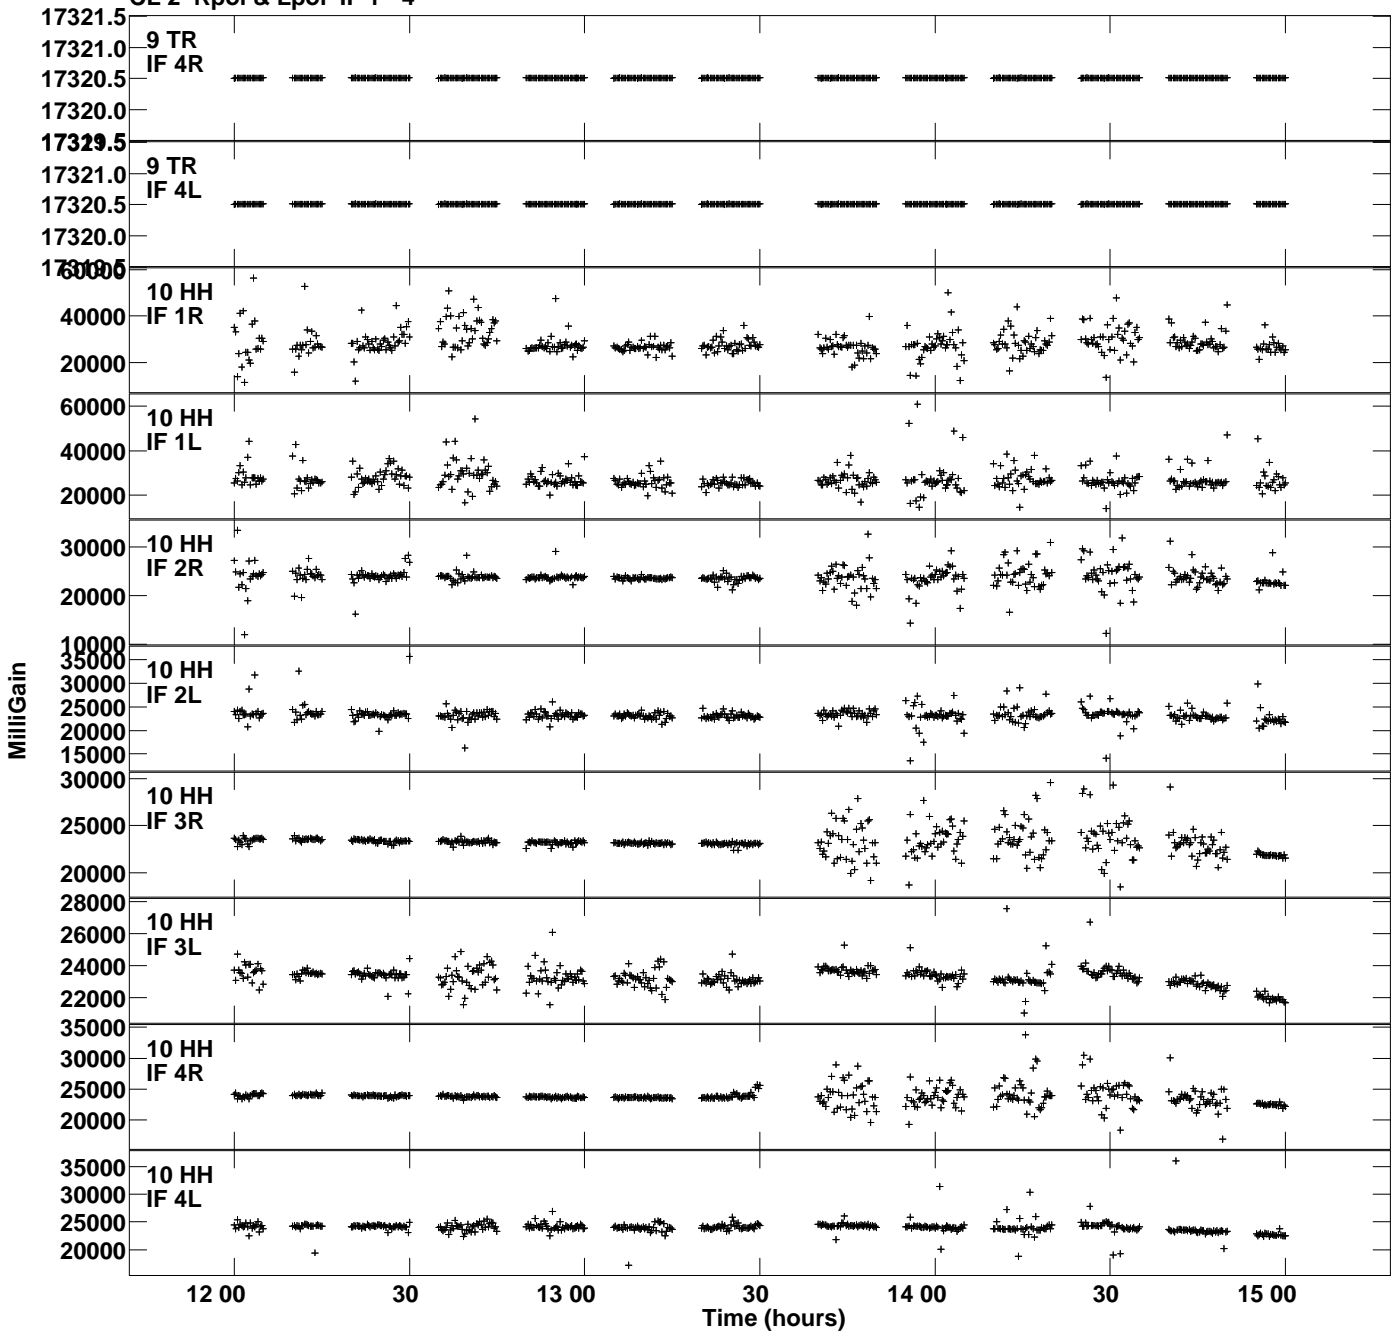 17321.5
9 TR
17321.0
IF 4R
17320.5
17320.0
9 TR
17321.0
IF 4L
17320.5
17320.0
60000
10 HH
IF 1R
40000
20000
60000
10 HH
IF 1L
40000
20000
10 HH
30000
IF 2R
20000
10000
35000
10 HH
30000
IF 2L
25000
20000
15000
30000
10 HH
IF 3R
25000
20000
28000
10 HH
26000
IF 3L
24000
22000
35000
10 HH
30000
IF 4R
25000
20000
35000
10 HH
30000
IF 4L
25000
20000
MilliGain
12 00 30 13 00 30 14 00 30 15 00
Time (hours)